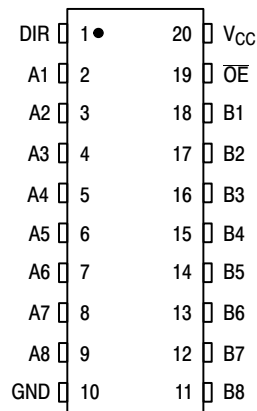 DIR 1 20 VCC
A1 2 19 O̅E̅
A2 3 18 B1
A3 4 17 B2
A4 5 16 B3
A5 6 15 B4
A6 7 14 B5
A7 8 13 B6
A8 9 12 B7
GND 10 11 B8